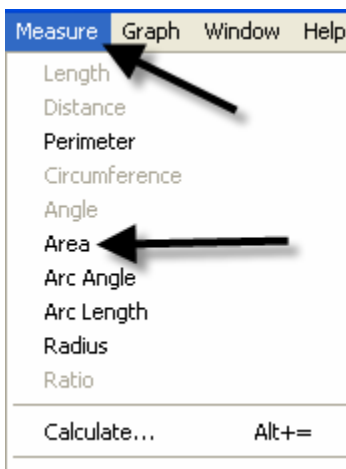 Measure Graph Window Help
Length
Distance
Perimeter
Circumference
Angle
Area
Arc Angle
Arc Length
Radius
Ratio
Calculate... Alt+=